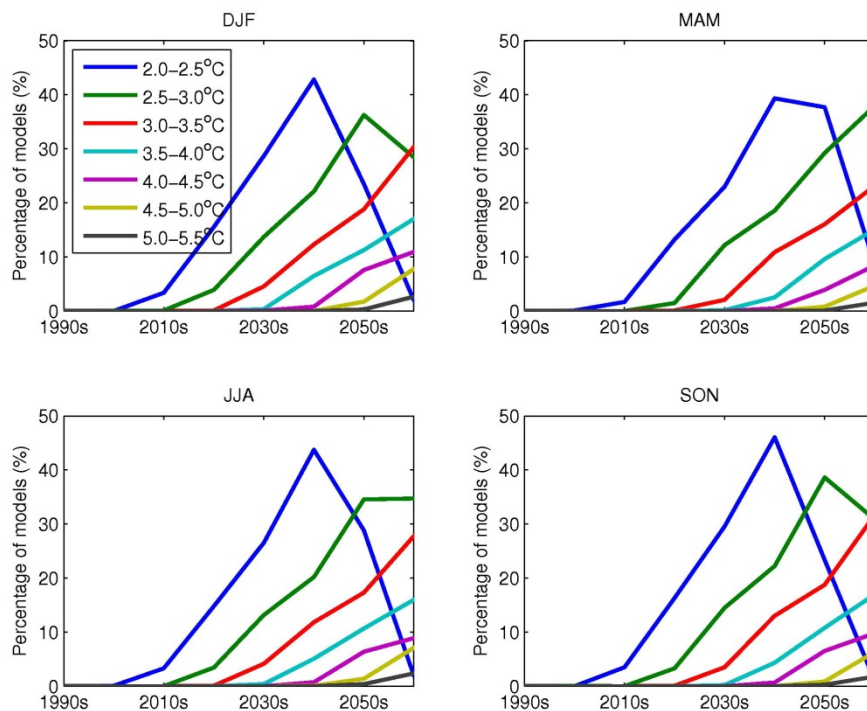 DJF
50
40
30
20
10
0
Percentage of models (%)
2.0−2.5°C
2.5−3.0°C
3.0−3.5°C
3.5−4.0°C
4.0−4.5°C
4.5−5.0°C
5.0−5.5°C
1990s 2010s 2030s 2050s
MAM
50
40
30
20
10
0
Percentage of models (%)
1990s 2010s 2030s 2050s
JJA
50
40
30
20
10
0
Percentage of models (%)
1990s 2010s 2030s 2050s
SON
50
40
30
20
10
0
Percentage of models (%)
1990s 2010s 2030s 2050s